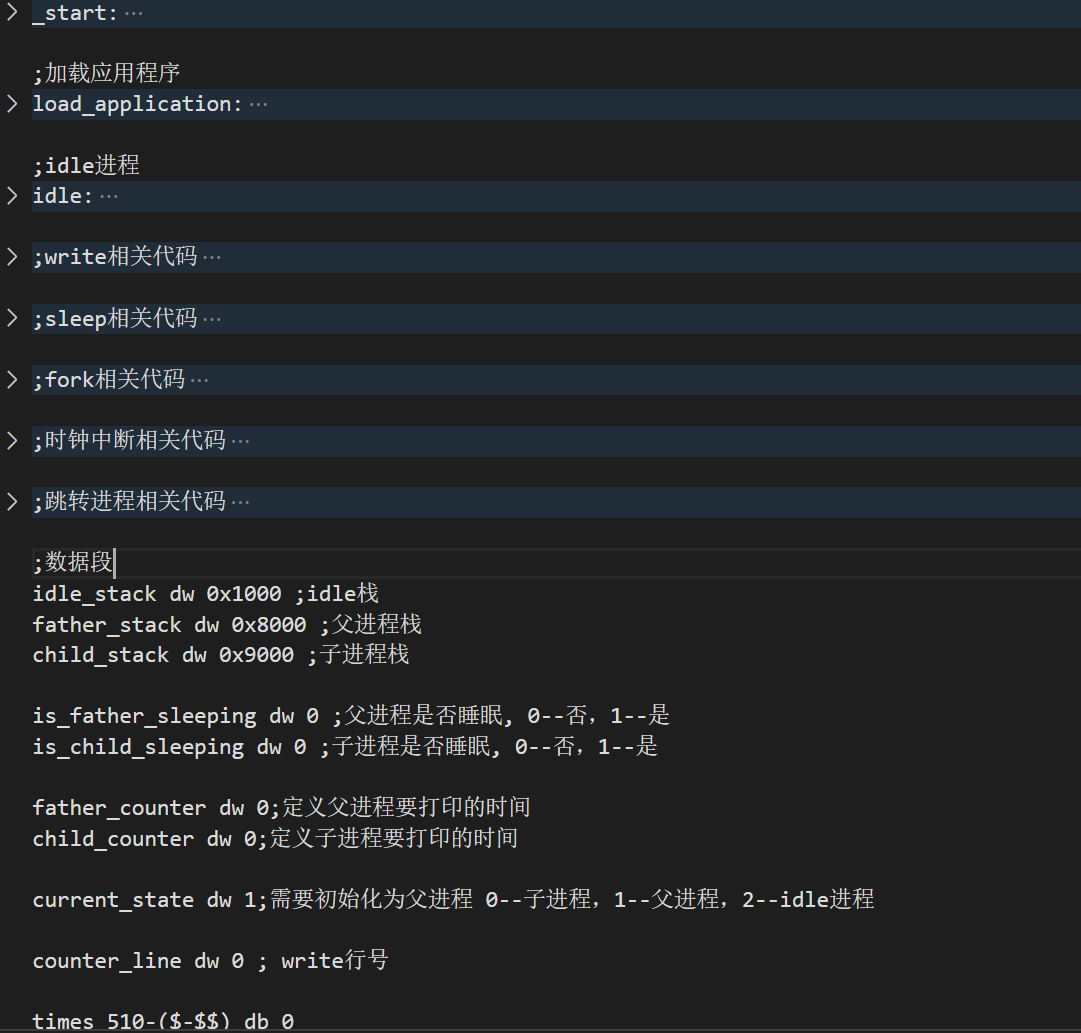 _start: ···
;加载应用程序
load_application: ···
;idle进程
idle: ···
;write相关代码 ···
;sleep相关代码 ···
;fork相关代码 ···
;时钟中断相关代码 ···
;跳转进程相关代码 ···
;数据段
idle_stack dw 0x1000 ;idle栈
father_stack dw 0x8000 ;父进程栈
child_stack dw 0x9000 ;子进程栈
is_father_sleeping dw 0 ;父进程是否睡眠, 0--否，1--是
is_child_sleeping dw 0 ;子进程是否睡眠, 0--否，1--是
father_counter dw 0;定义父进程要打印的时间
child_counter dw 0;定义子进程要打印的时间
current_state dw 1;需要初始化为父进程 0--子进程，1--父进程，2--idle进程
counter_line dw 0 ; write行号
times 510-($-$$) db 0